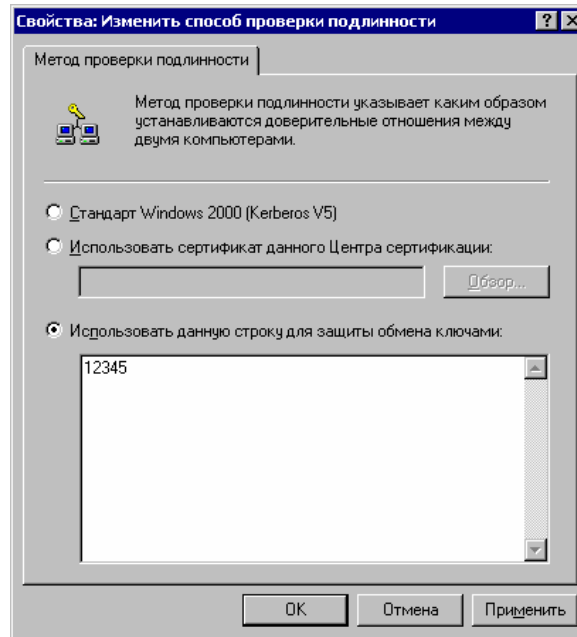 Свойства: Изменить способ проверки подлинности
Метод проверки подлинности
Метод проверки подлинности указывает каким образом
устанавливаются доверительные отношения между
двумя компьютерами.
Стандарт Windows 2000 (Kerberos V5)
Использовать сертификат данного Центра сертификации:
Обзор...
Использовать данную строку для защиты обмена ключами:
12345
OK
Отмена
Применить